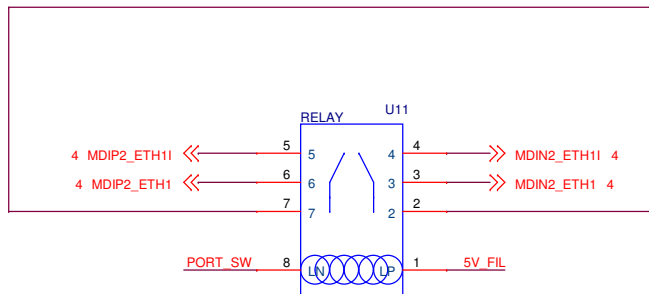 U11
RELAY
4 MDIP2_ETH1I 5 5 4 4 MDIN2_ETH1I 4
4 MDIP2_ETH1 6 6 3 3 MDIN2_ETH1 4
7 7 2 2
PORT_SW 8 LN LP 1 5V_FIL